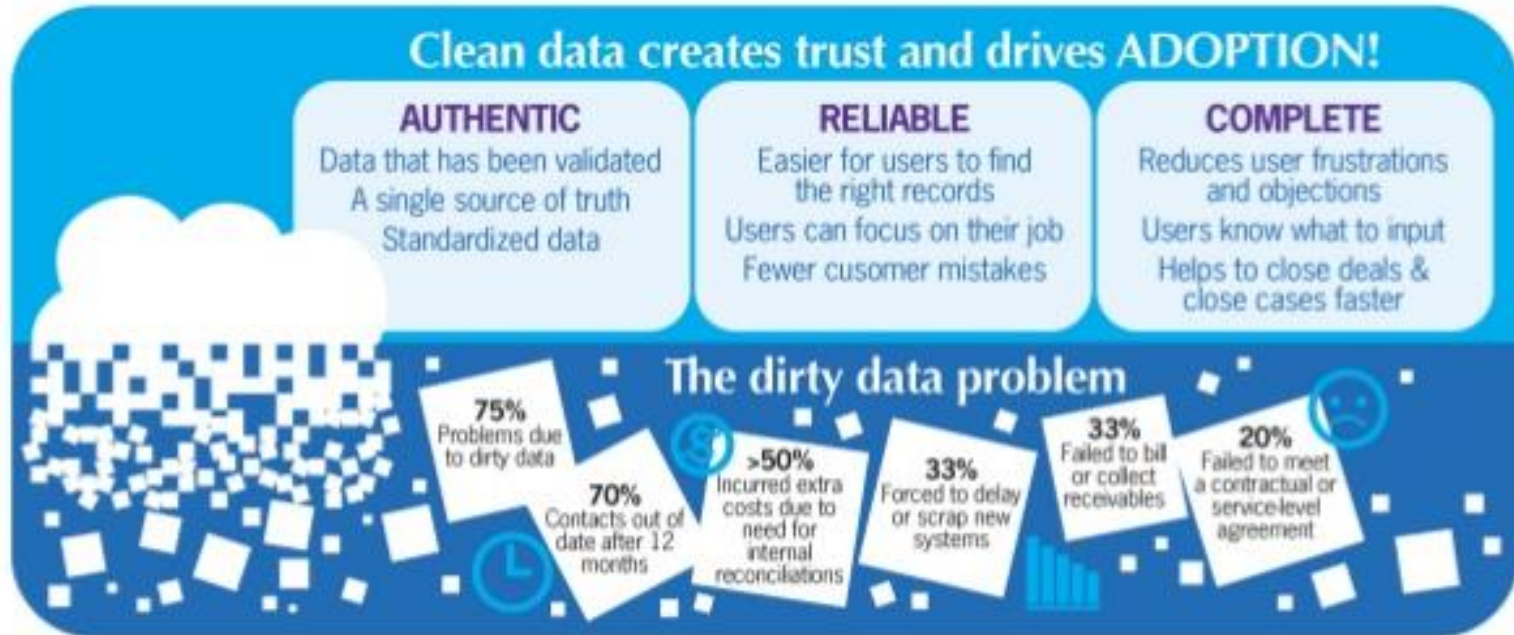 Clean data creates trust and drives ADOPTION!
AUTHENTIC
Data that has been validated
A single source of truth
Standardized data
RELIABLE
Easier for users to find
the right records
Users can focus on their job
Fewer cusomer mistakes
COMPLETE
Reduces user frustrations
and objections
Users know what to input
Helps to close deals &
close cases faster
The dirty data problem
75%
Problems due
to dirty data
70%
Contacts out of
date after 12
months
>50%
Incurred extra
costs due to
need for
internal
reconciliations
33%
Forced to delay
or scrap new
systems
33%
Failed to bill
or collect
receivables
20%
Failed to meet
a contractual or
service-level
agreement